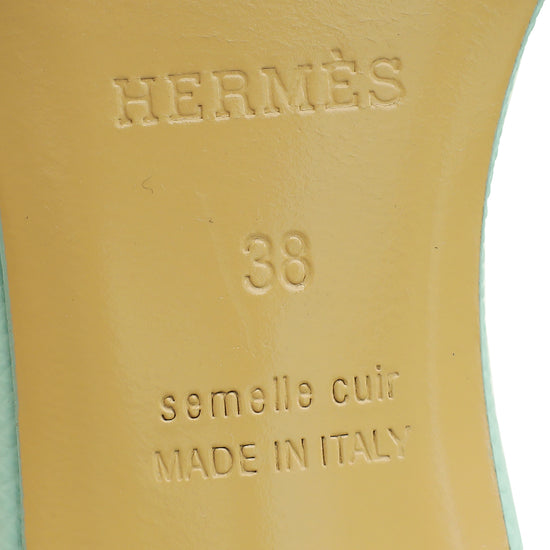 HERMÈS
38
semelle cuir
MADE IN ITALY